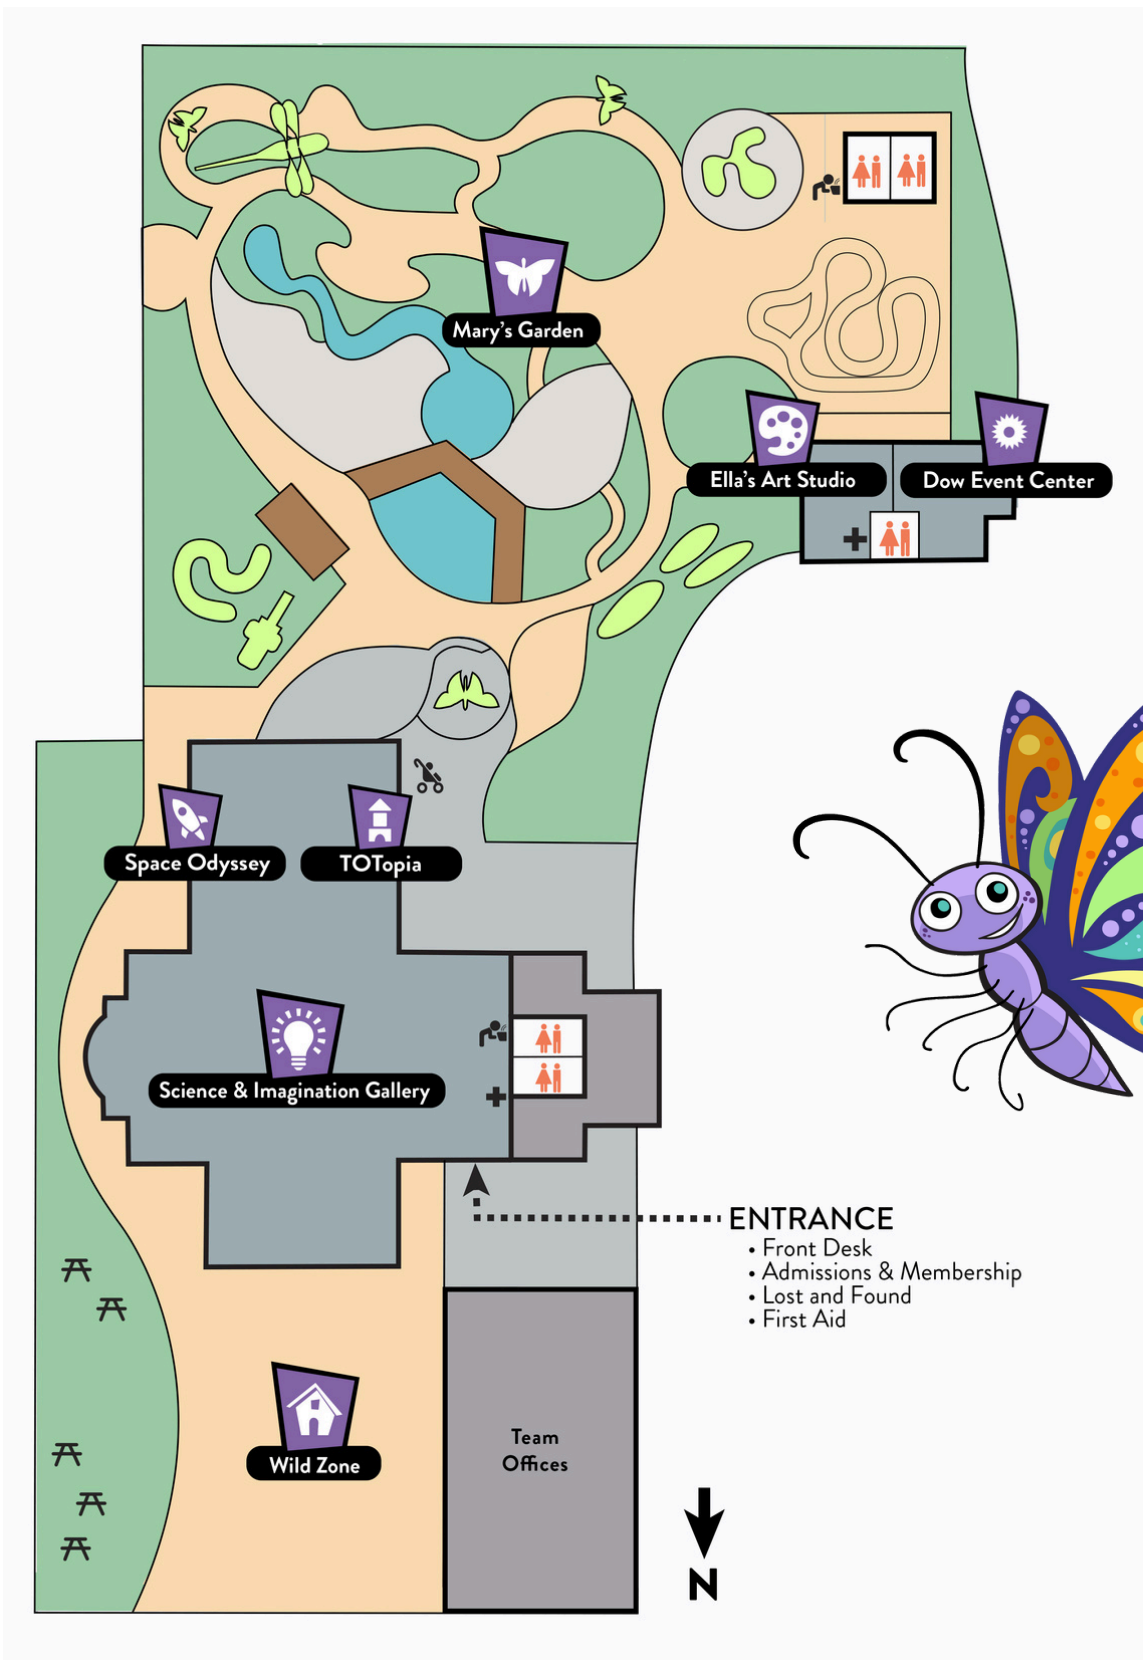 Mary's Garden
Ella's Art Studio
Dow Event Center
Space Odyssey
TOTopia
Science & Imagination Gallery
ENTRANCE
• Front Desk
• Admissions & Membership
• Lost and Found
• First Aid
Team
Offices
Wild Zone
N